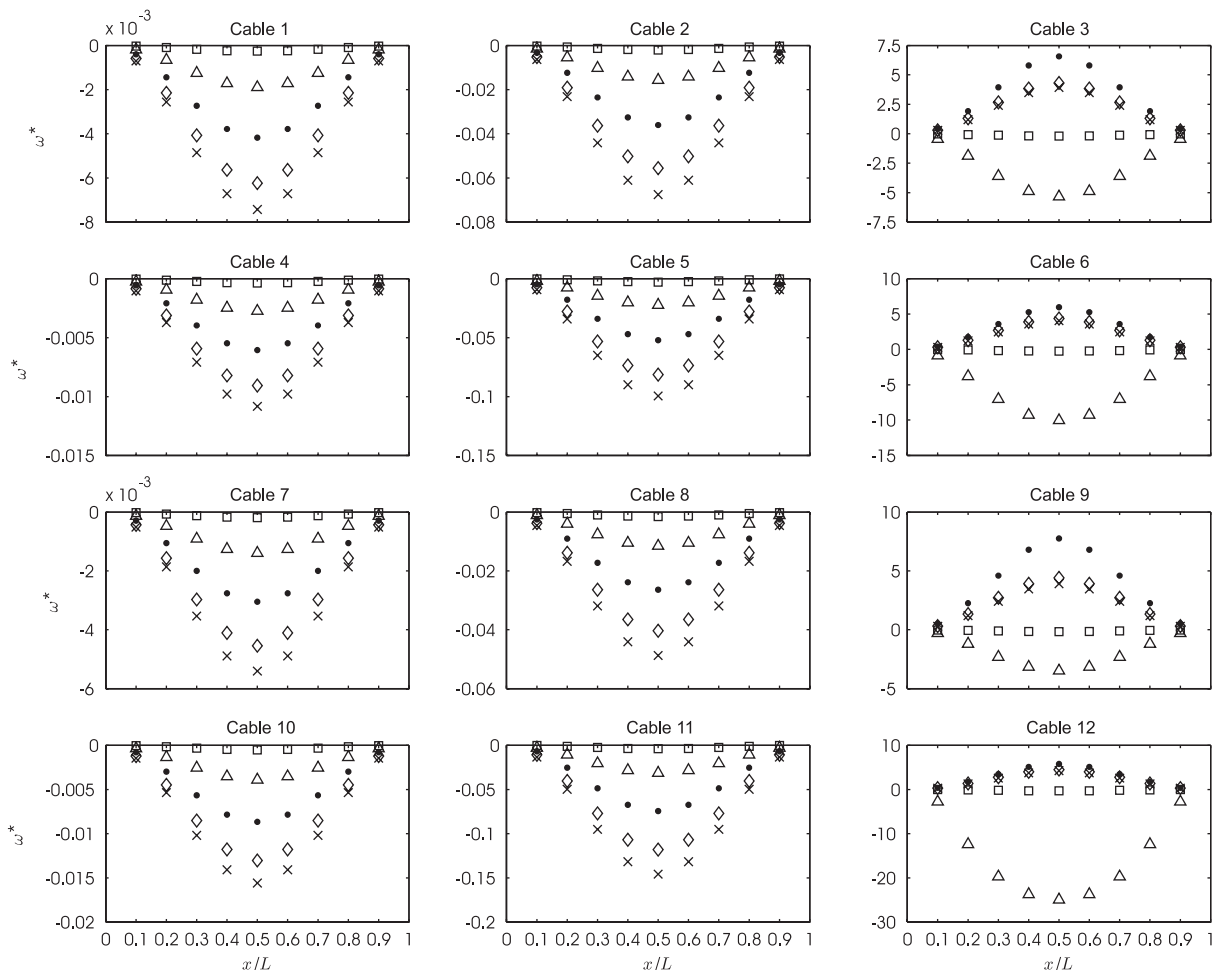 Cable 1
x 10⁻³
0
-2
-4
-6
-8
ω*
Cable 2
0
-0.02
-0.04
-0.06
-0.08
Cable 3
7.5
5
2.5
0
-2.5
-5
7.5
Cable 4
0
-0.005
-0.01
-0.015
ω*
Cable 5
0
-0.05
-0.1
-0.15
Cable 6
10
5
0
-5
-10
15
Cable 7
x 10⁻³
0
-2
-4
-6
ω*
Cable 8
0
-0.02
-0.04
-0.06
Cable 9
10
5
0
-5
Cable 10
0
-0.005
-0.01
-0.015
-0.02
ω*
0 0.1 0.2 0.3 0.4 0.5 0.6 0.7 0.8 0.9 1
x/L
Cable 11
0
-0.05
-0.1
-0.15
-0.2
0 0.1 0.2 0.3 0.4 0.5 0.6 0.7 0.8 0.9 1
x/L
Cable 12
10
0
-10
-20
-30
0 0.1 0.2 0.3 0.4 0.5 0.6 0.7 0.8 0.9 1
x/L